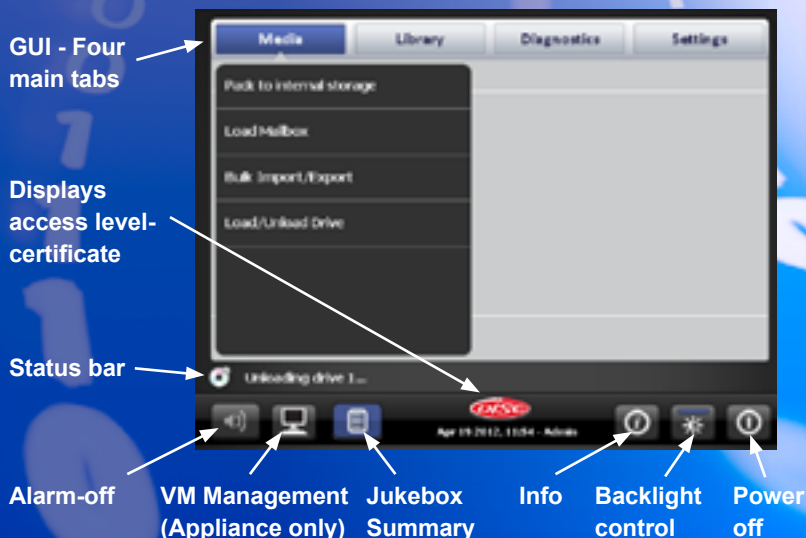 GUI - Four
main tabs
Media
Library
Diagnostics
Settings
Pack to internal storage
Load Mailbox
Bulk Import/Export
Load/Unload Drive
Displays
access level-
certificate
Status bar
Unloading drive 1...
DISC
Apr 19 2012, 11:54 - Admin
Alarm-off
VM Management
(Appliance only)
Jukebox
Summary
Info
Backlight
control
Power
off